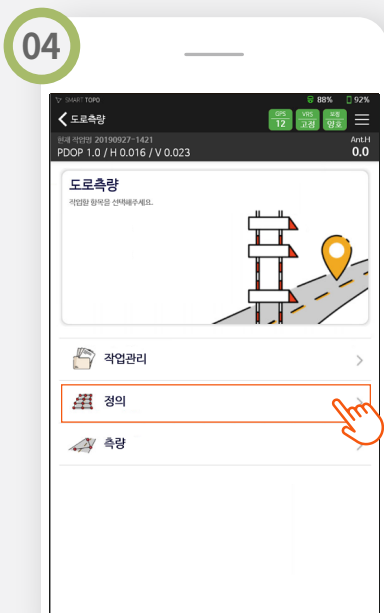 04
SMART TOPO 88% 92%
도로측량
GPS 12 VRS 고정 보정 양호
현재 작업명 20190927-1421 Ant.H
PDOP 1.0 / H 0.016 / V 0.023 0.0
도로측량
작업할 항목을 선택해주세요.
작업관리
정의
측량